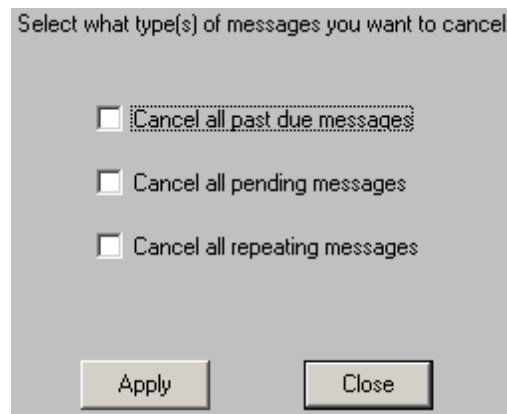 Select what type(s) of messages you want to cancel
Cancel all past due messages
Cancel all pending messages
Cancel all repeating messages
Apply
Close